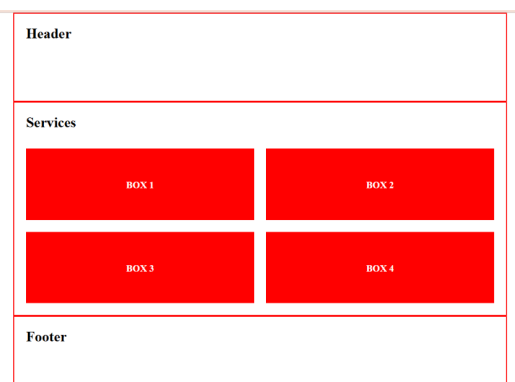 Header
Services
BOX 1
BOX 2
BOX 3
BOX 4
Footer